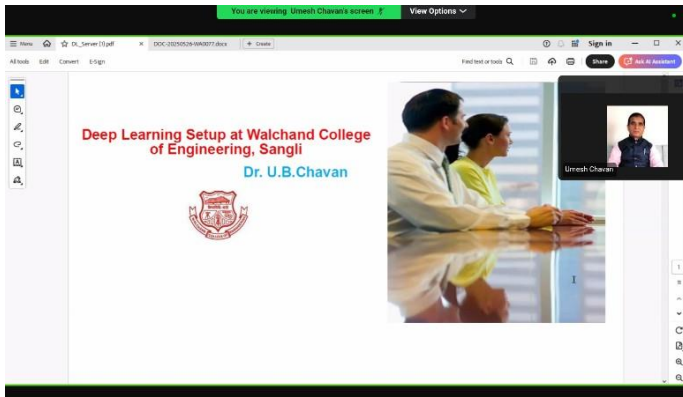 You are viewing Umesh Chavan's screen
View Options
Menu
DL_Server(1).pdf
DOC-20250526-WA0077.docx
+ Create
Sign in
All tools Edit Convert E-Sign
Find text or tools
Share
Ask AI Assistant
Deep Learning Setup at Walchand College
of Engineering, Sangli
Dr. U.B.Chavan
Umesh Chavan
1